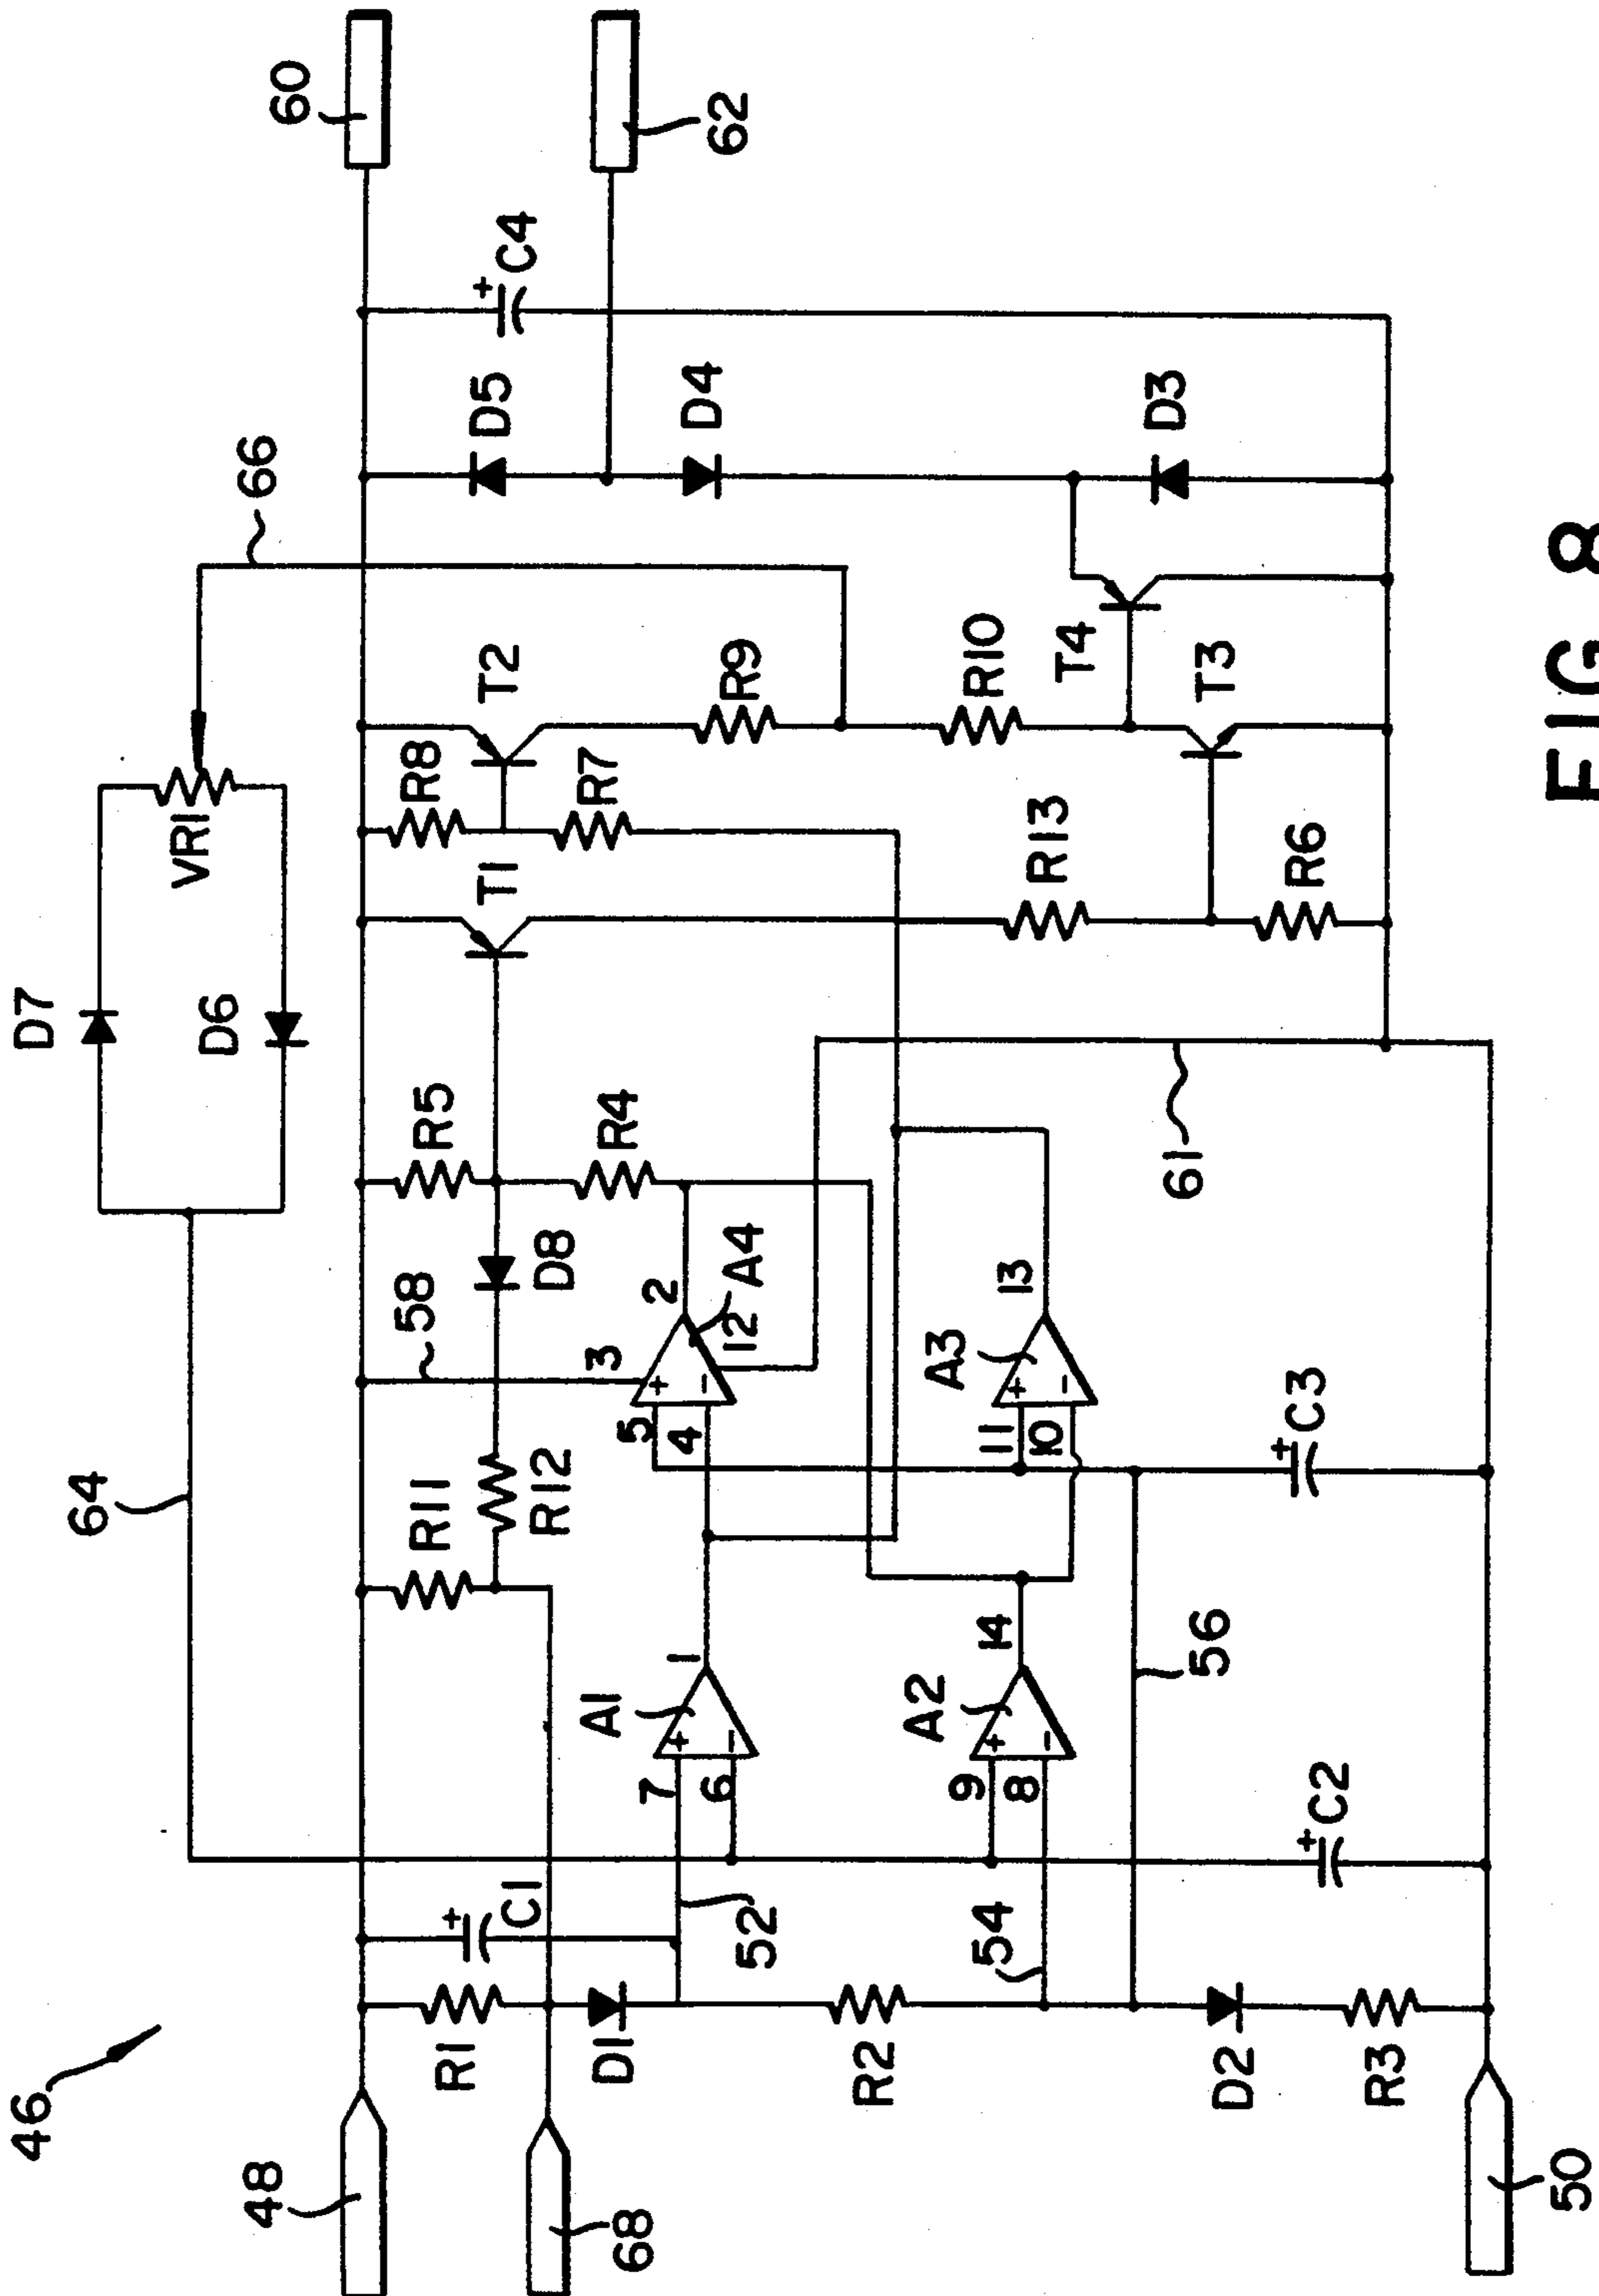 46
48
68
50
R1
D1
R2
D2
R3
+
C1
52
54
+
C2
64
7
6
A1
+
-
1
9
8
A2
+
-
14
56
R11
R12
58
D8
R5
R4
5
4
3
+
-
2
12
A4
11
10
A3
+
-
13
+
C3
61
D7
D6
VR1
66
T1
R8
R7
T2
R9
R10
R13
R6
T4
T3
D5
D4
D3
+
C4
60
62
FIG 8